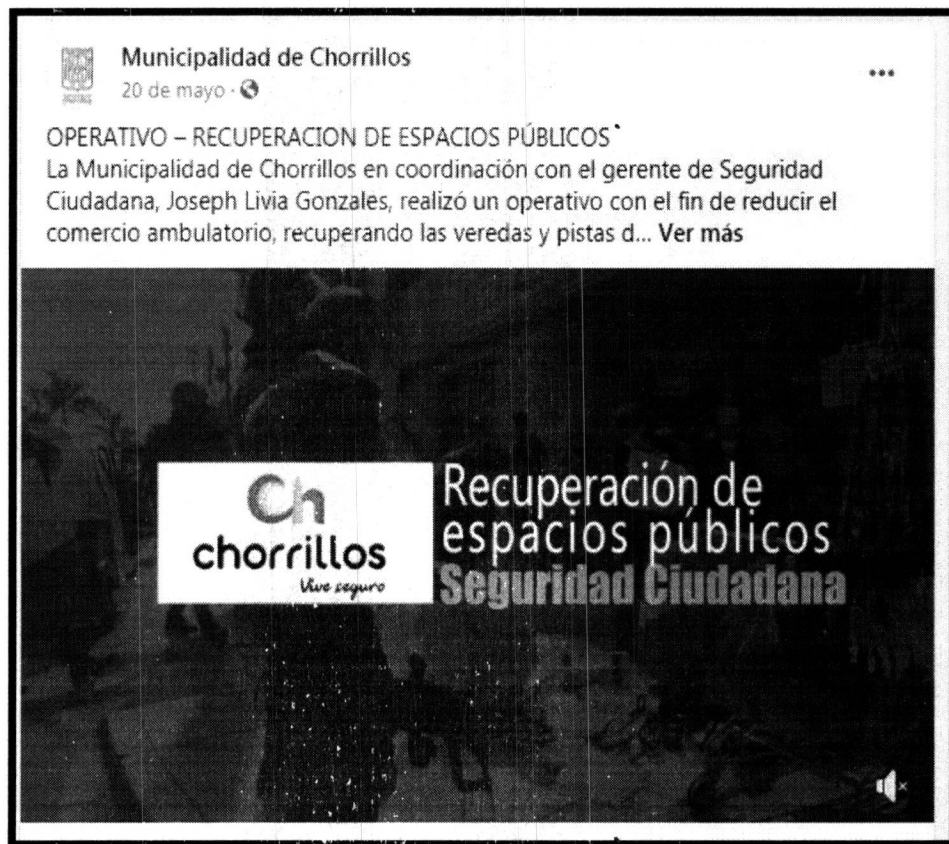 Municipalidad de Chorrillos
20 de mayo ·
OPERATIVO – RECUPERACION DE ESPACIOS PÚBLICOS
La Municipalidad de Chorrillos en coordinación con el gerente de Seguridad
Ciudadana, Joseph Livia Gonzales, realizó un operativo con el fin de reducir el
comercio ambulatorio, recuperando las veredas y pistas d... Ver más
Ch
chorrillos
Vive seguro
Recuperación de
espacios públicos
Seguridad Ciudadana